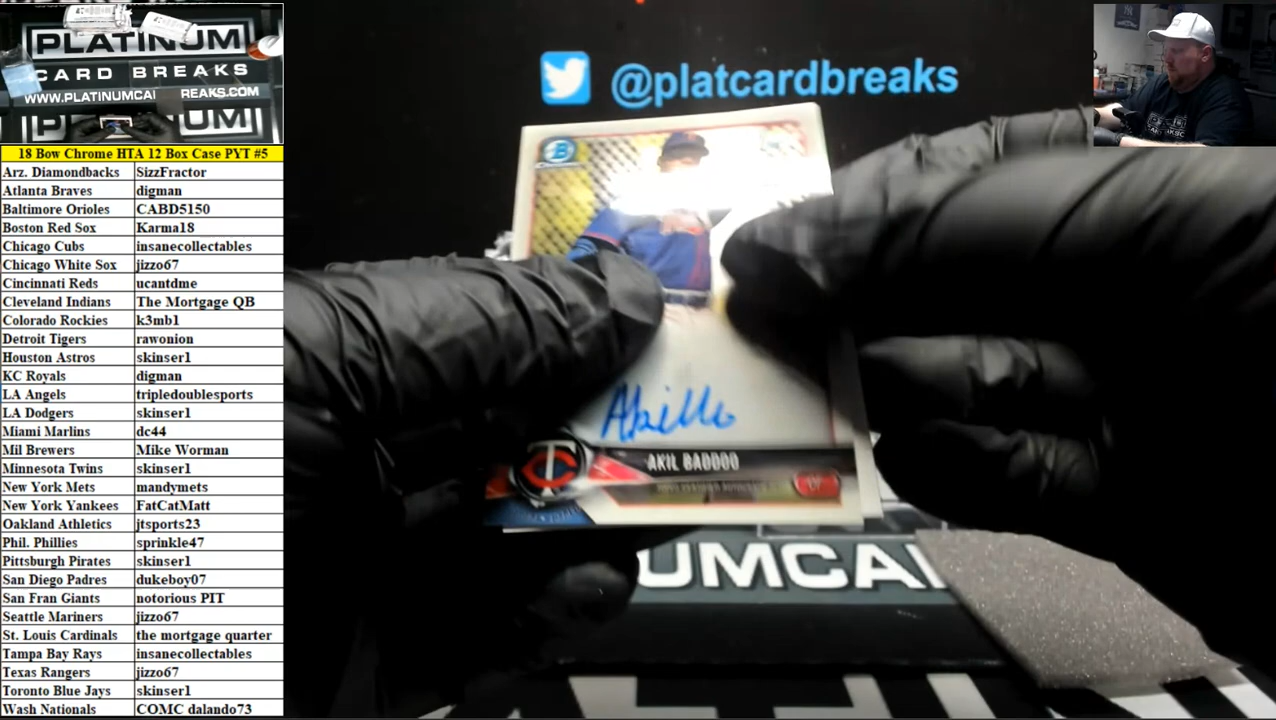 PLATINUM
CARD BREAKS
WWW.PLATINUMCA REAKS.COM
@platcardbreaks
18 Bow Chrome HTA 12 Box Case PYT #5
Arz. Diamondbacks SizzFractor
Atlanta Braves digman
Baltimore Orioles CABD5150
Boston Red Sox Karma18
Chicago Cubs insanecollectables
Chicago White Sox jizzo67
Cincinnati Reds ucantdme
Cleveland Indians The Mortgage QB
Colorado Rockies k3mb1
Detroit Tigers rawonion
Houston Astros skinser1
KC Royals digman
LA Angels tripledoublesports
LA Dodgers skinser1
Miami Marlins dc44
Mil Brewers Mike Worman
Minnesota Twins skinser1
New York Mets mandymets
New York Yankees FatCatMatt
Oakland Athletics jtsports23
Phil. Phillies sprinkle47
Pittsburgh Pirates skinser1
San Diego Padres dukeboy07
San Fran Giants notorious PIT
Seattle Mariners jizzo67
St. Louis Cardinals the mortgage quarter
Tampa Bay Rays insanecollectables
Texas Rangers jizzo67
Toronto Blue Jays skinser1
Wash Nationals COMC dalando73
B
TC
AKIL BADDOO
UMCAI